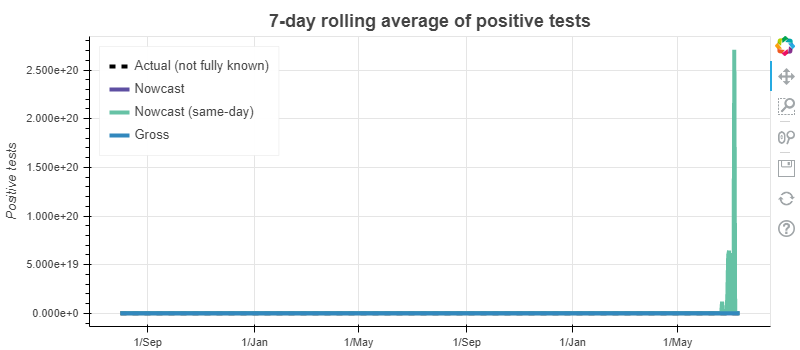 7-day rolling average of positive tests
Actual (not fully known)
Nowcast
Nowcast (same-day)
Gross
Positive tests
2.500e+20
2.000e+20
1.500e+20
1.000e+20
5.000e+19
0.000e+0
1/Sep 1/Jan 1/May 1/Sep 1/Jan 1/May